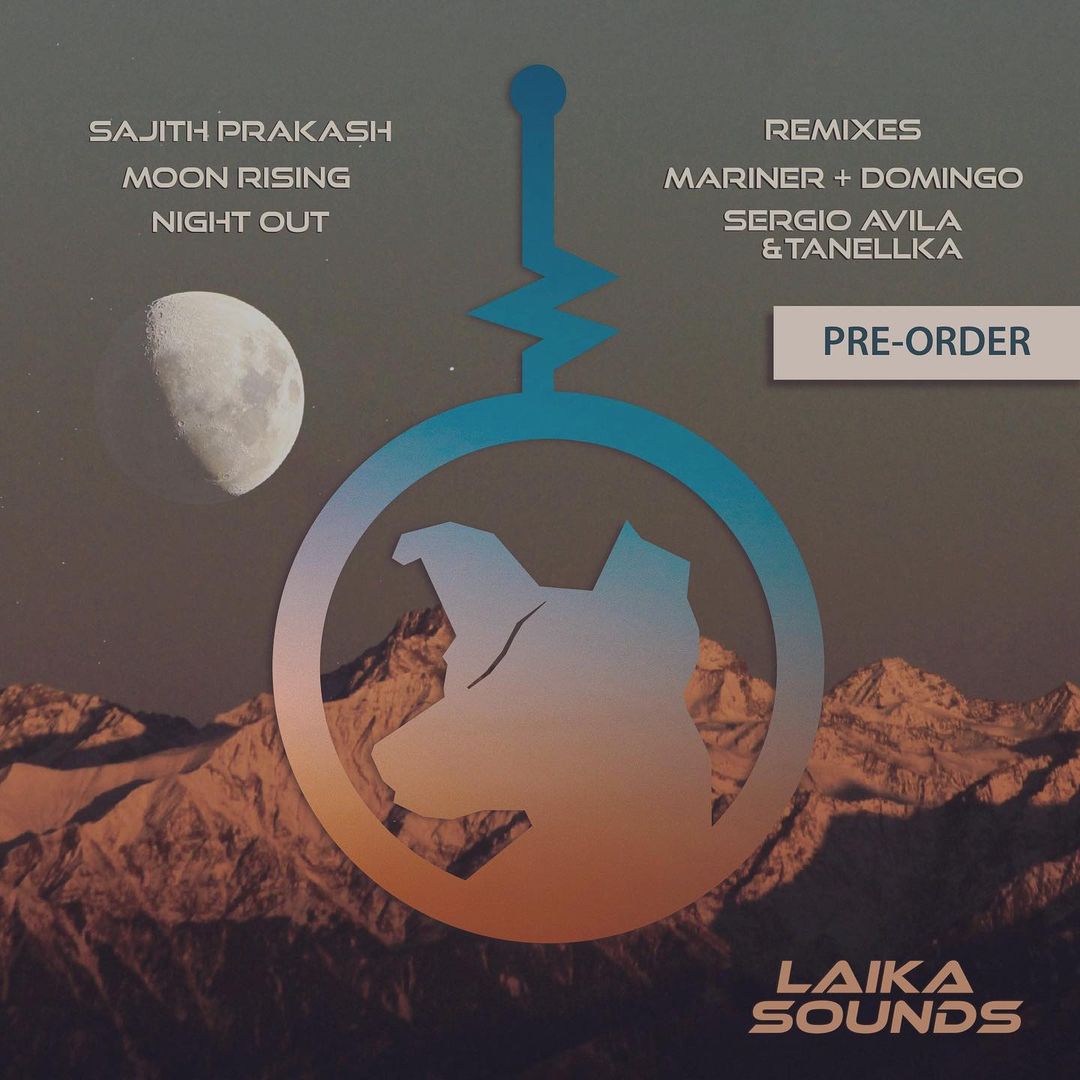 SAJITH PRAKASH
MOON RISING
NIGHT OUT
REMIXES
MARINER + DOMINGO
SERGIO AVILA
&TANELLKA
PRE-ORDER
LAIKA
SOUNDS